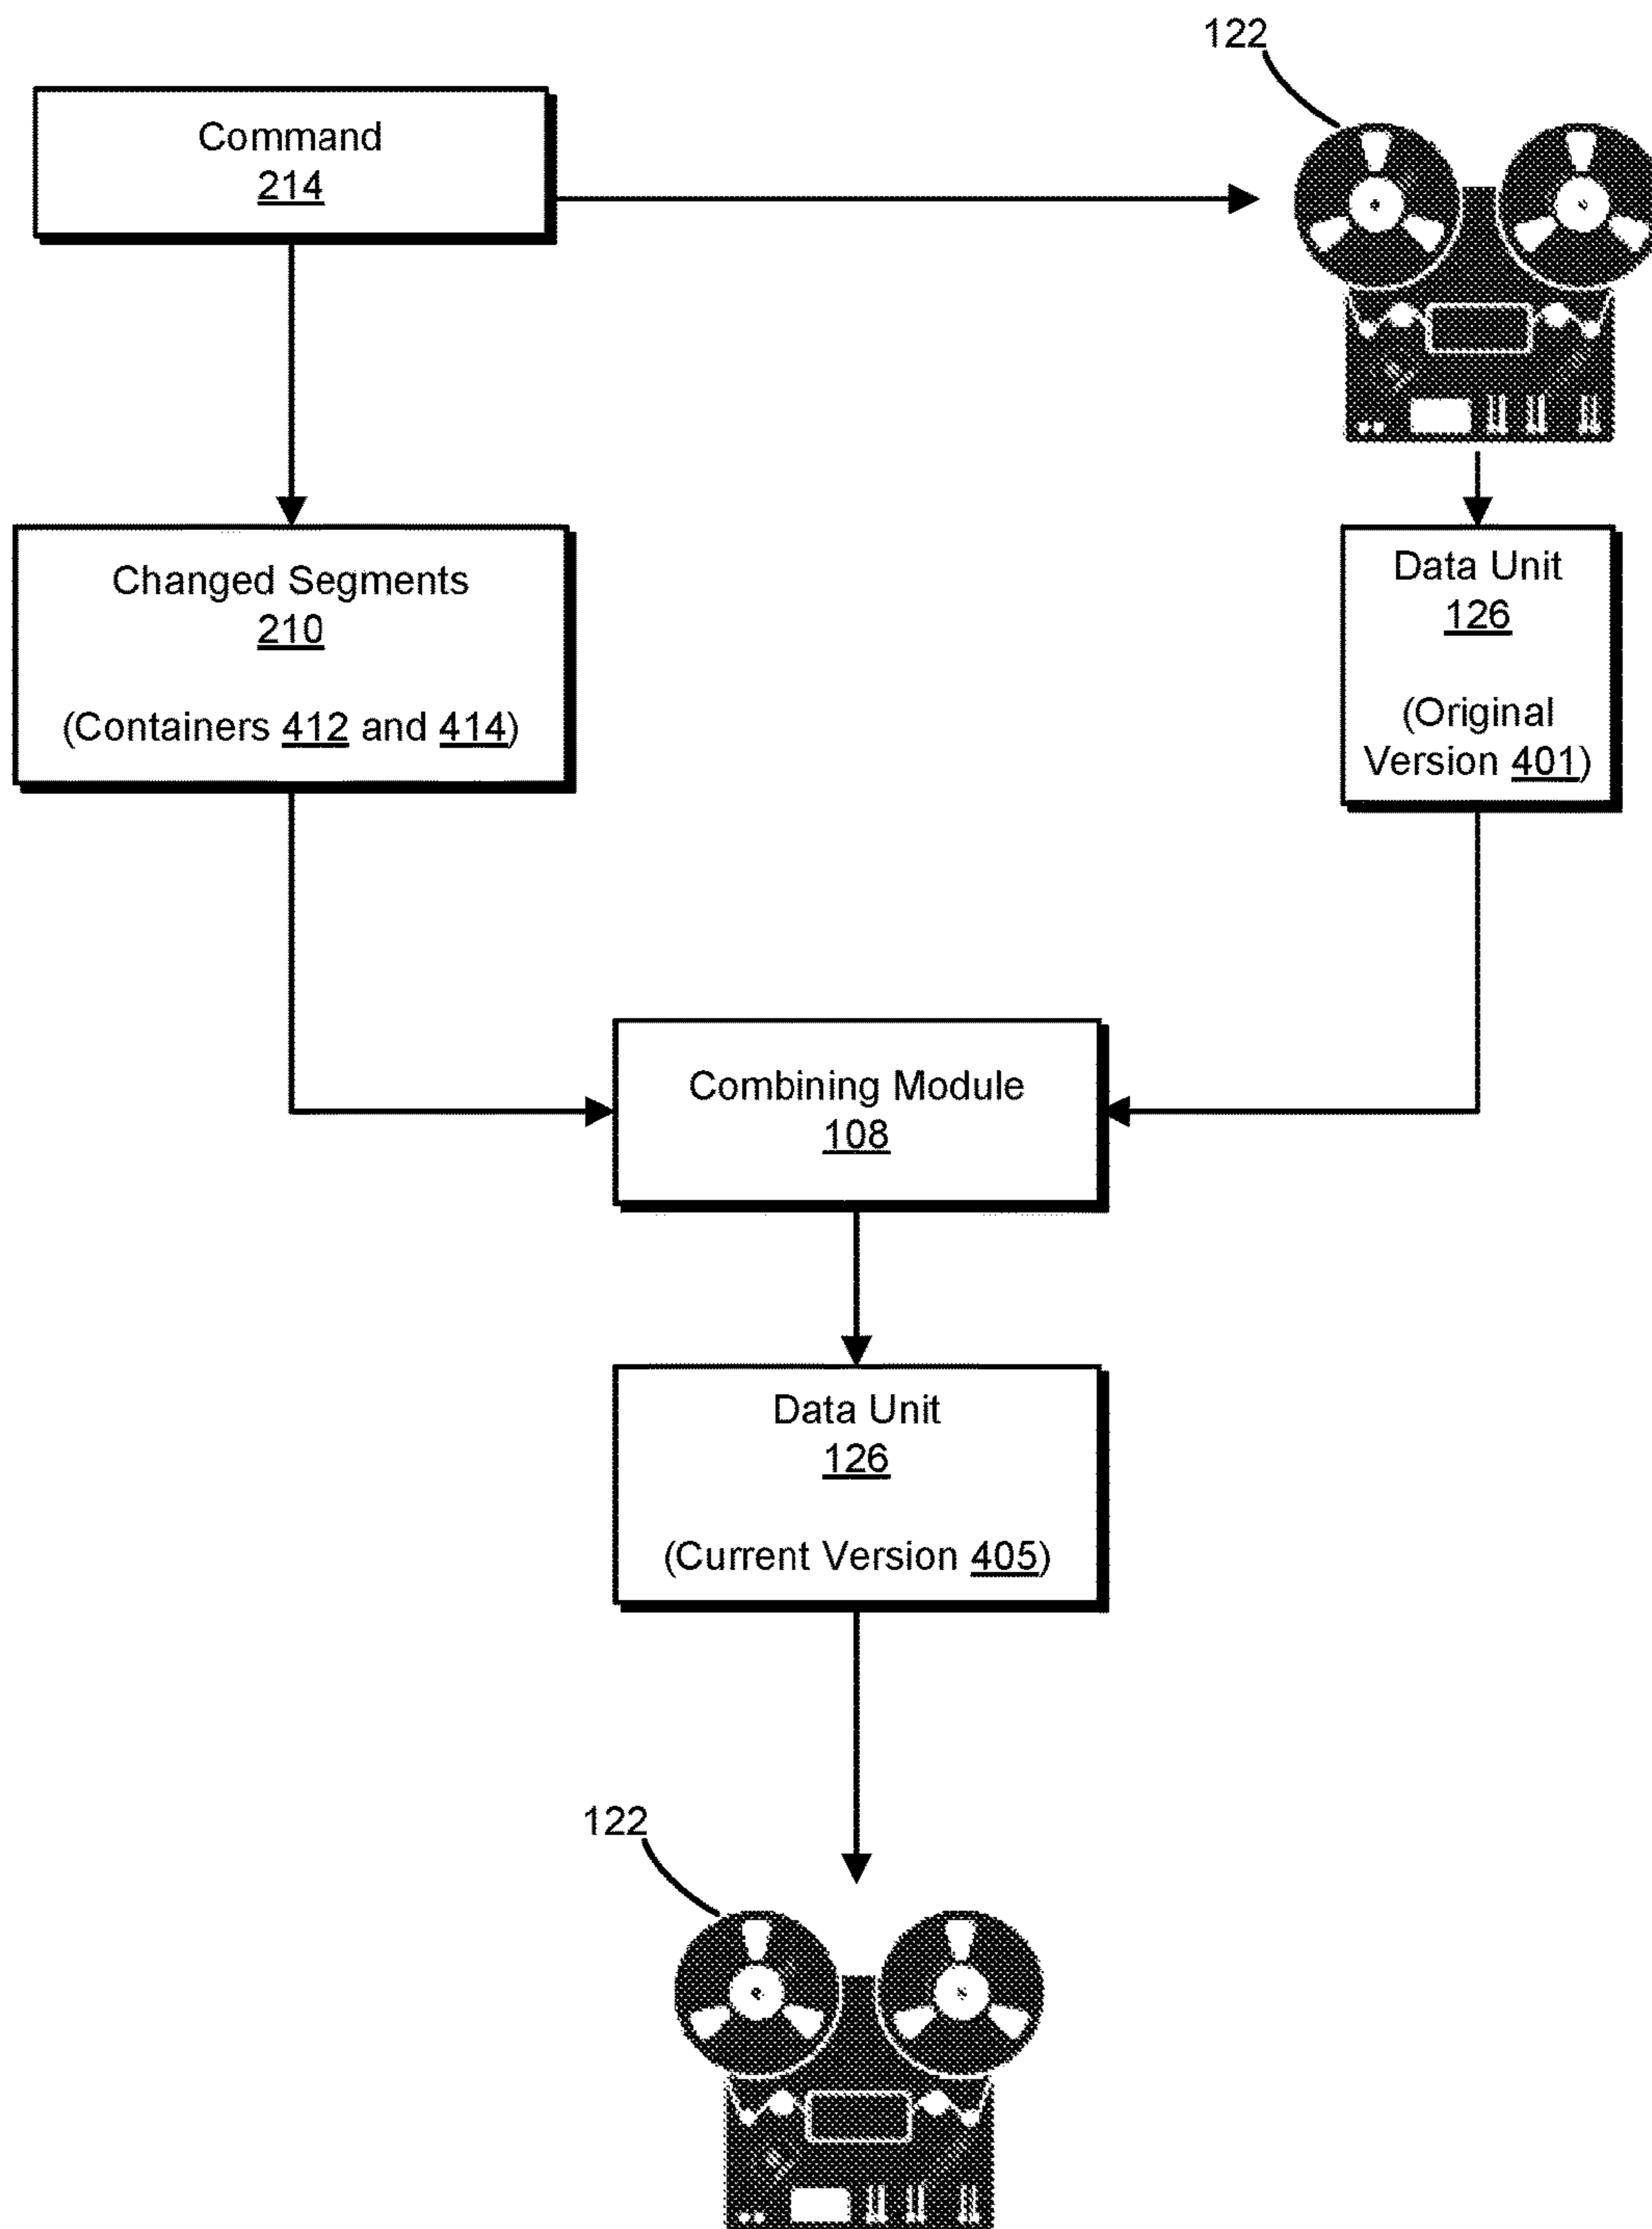 122
Command
214
Changed Segments
210
(Containers 412 and 414)
Data Unit
126
(Original
Version 401)
Combining Module
108
Data Unit
126
(Current Version 405)
122